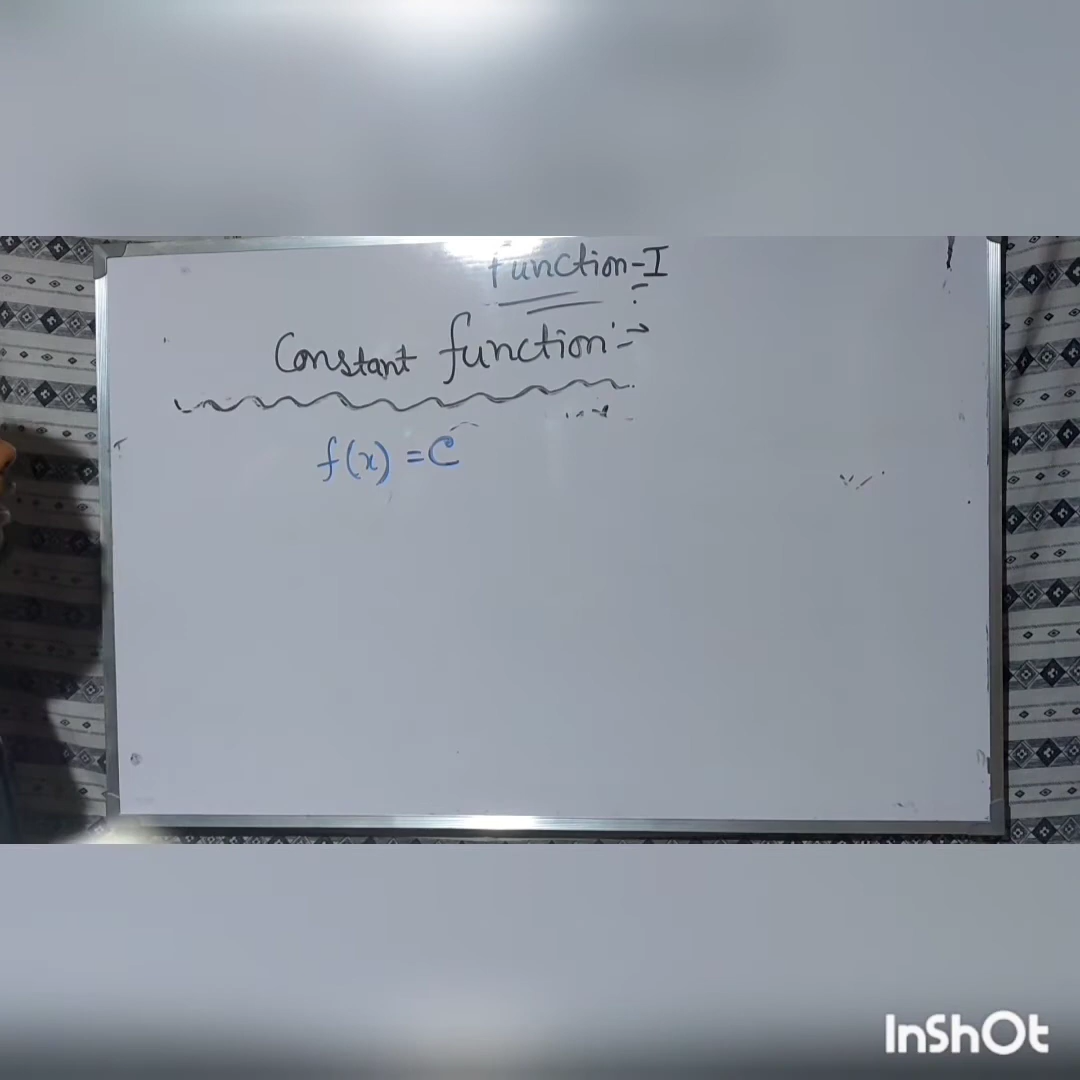 function-I
Constant function:→
f(x) = C
InShOt